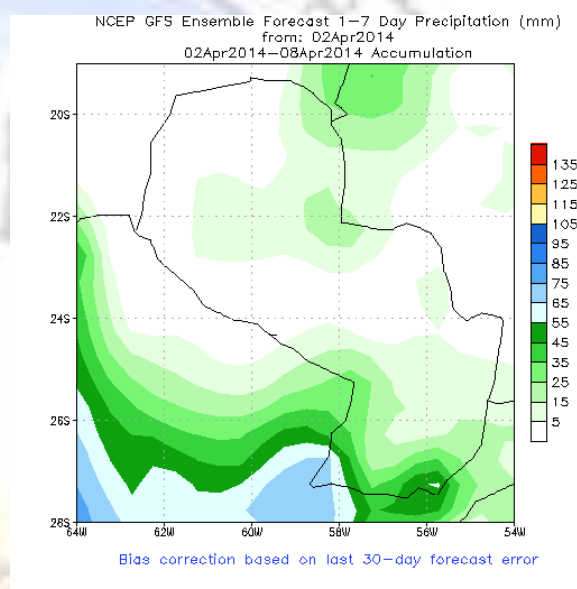 NCEP GFS Ensemble Forecast 1-7 Day Precipitation (mm)
from: 02Apr2014
02Apr2014-08Apr2014 Accumulation
20S
22S
24S
26S
28S
64W 62W 60W 58W 56W 54W
135
125
115
105
95
85
75
65
55
45
35
25
15
5
Bias correction based on last 30-day forecast error